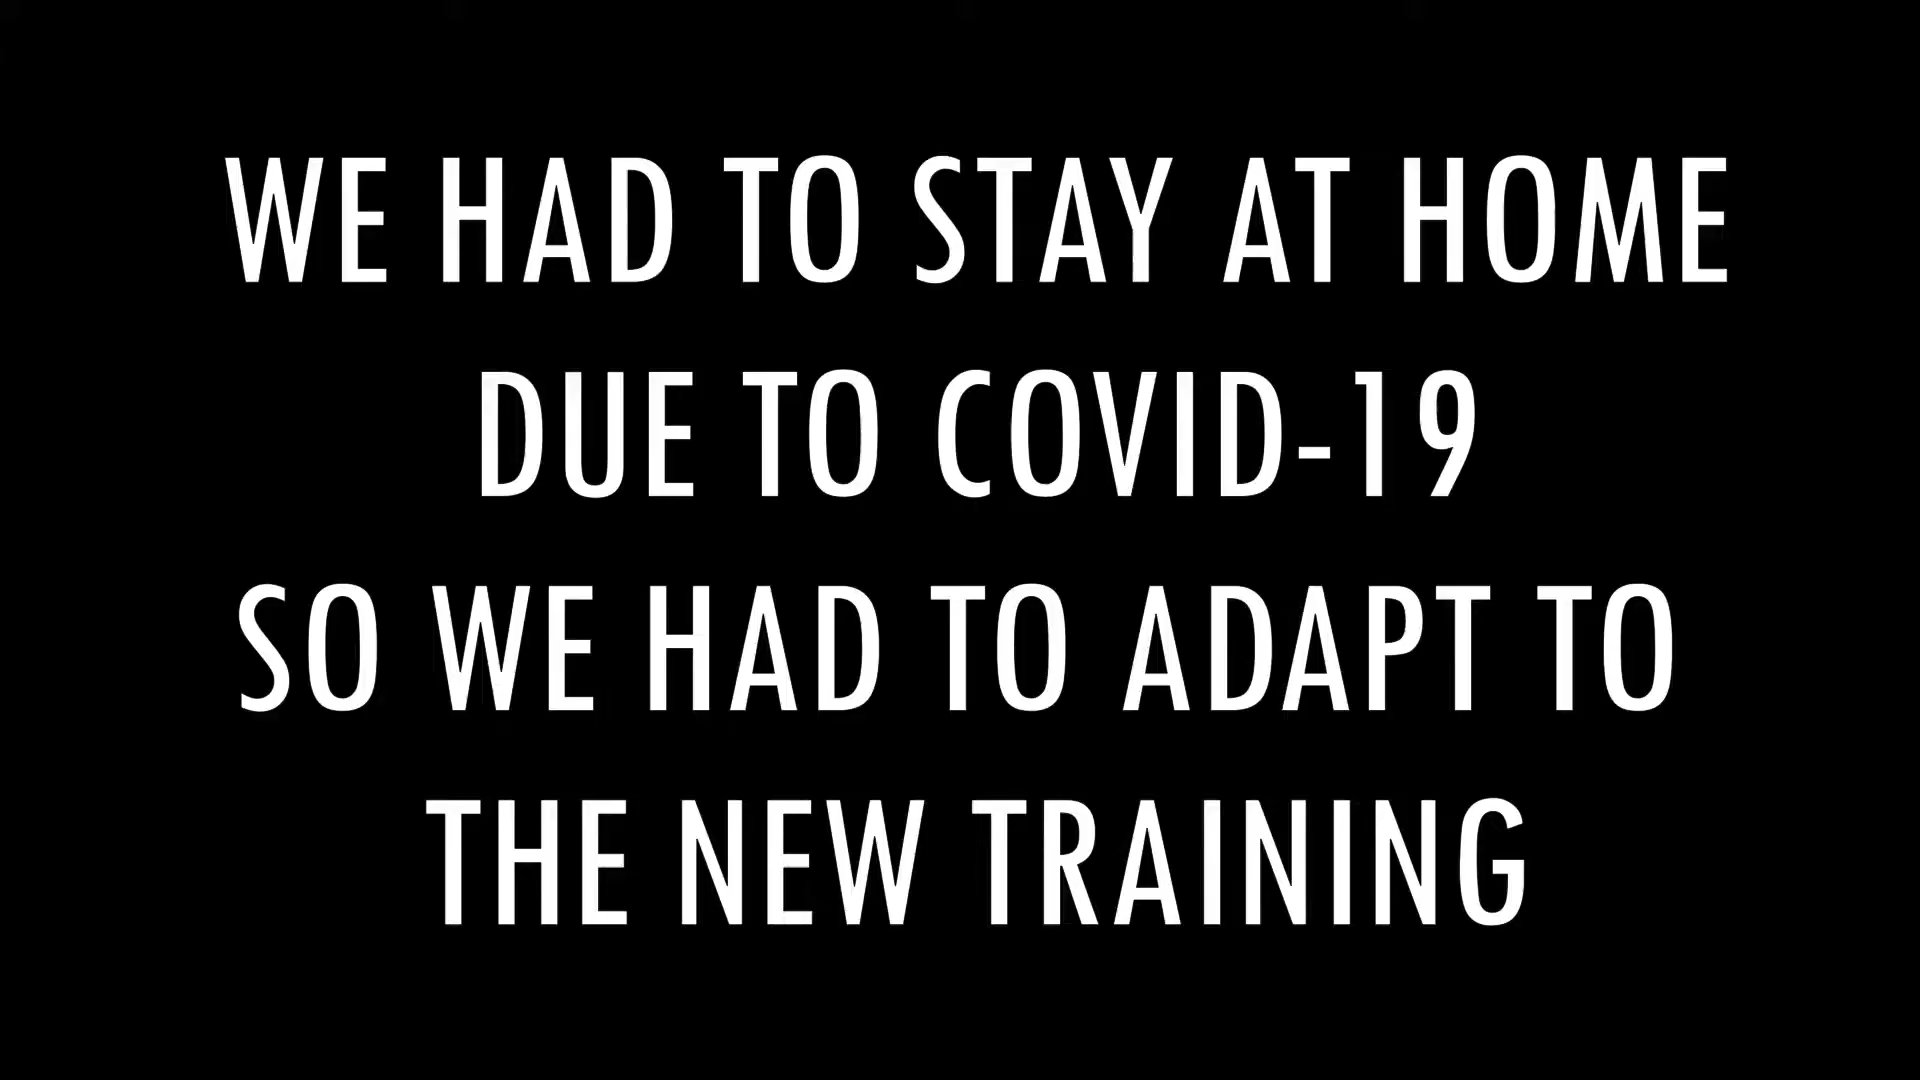 WE HAD TO STAY AT HOME
DUE TO COVID-19
SO WE HAD TO ADAPT TO
THE NEW TRAINING